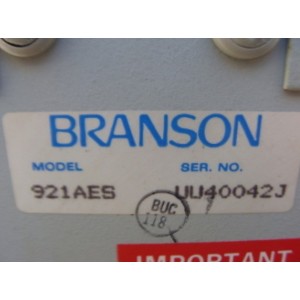 BRANSON
MODEL SER. NO.
921AES UU40042J
BUC
118
IMPORTANT